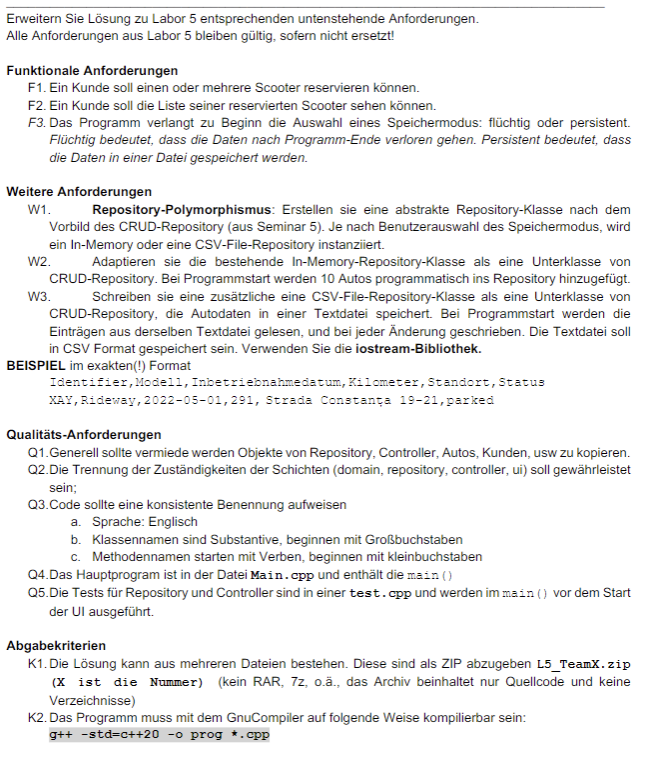 Erweitern Sie Lösung zu Labor 5 entsprechenden untenstehende Anforderungen.
Alle Anforderungen aus Labor 5 bleiben gültig, sofern nicht ersetzt!
Funktionale Anforderungen
F1. Ein Kunde soll einen oder mehrere Scooter reservieren können.
F2. Ein Kunde soll die Liste seiner reservierten Scooter sehen können.
F3. Das Programm verlangt zu Beginn die Auswahl eines Speichermodus: flüchtig oder persistent.
Flüchtig bedeutet, dass die Daten nach Programm-Ende verloren gehen. Persistent bedeutet, dass
die Daten in einer Datei gespeichert werden.
Weitere Anforderungen
W1. Repository-Polymorphismus: Erstellen sie eine abstrakte Repository-Klasse nach dem
Vorbild des CRUD-Repository (aus Seminar 5). Je nach Benutzerauswahl des Speichermodus, wird
ein In-Memory oder eine CSV-File-Repository instanziiert.
W2. Adaptieren sie die bestehende In-Memory-Repository-Klasse als eine Unterklasse von
CRUD-Repository. Bei Programmstart werden 10 Autos programmatisch ins Repository hinzugefügt.
W3. Schreiben sie eine zusätzliche eine CSV-File-Repository-Klasse als eine Unterklasse von
CRUD-Repository, die Autodaten in einer Textdatei speichert. Bei Programmstart werden die
Einträgen aus derselben Textdatei gelesen, und bei jeder Änderung geschrieben. Die Textdatei soll
in CSV Format gespeichert sein. Verwenden Sie die iostream-Bibliothek.
BEISPIEL im exakten(!) Format
Identifier,Modell,Inbetriebnahmedatum,Kilometer,Standort,Status
XAY,Rideway,2022-05-01,291, Strada Constanța 19-21,parked
Qualitäts-Anforderungen
Q1.Generell sollte vermiede werden Objekte von Repository, Controller, Autos, Kunden, usw zu kopieren.
Q2.Die Trennung der Zuständigkeiten der Schichten (domain, repository, controller, ui) soll gewährleistet
sein;
Q3.Code sollte eine konsistente Benennung aufweisen
a. Sprache: Englisch
b. Klassennamen sind Substantive, beginnen mit Großbuchstaben
c. Methodennamen starten mit Verben, beginnen mit kleinbuchstaben
Q4.Das Hauptprogram ist in der Datei Main.cpp und enthält die main()
Q5.Die Tests für Repository und Controller sind in einer test.cpp und werden im main() vor dem Start
der UI ausgeführt.
Abgabekriterien
K1.Die Lösung kann aus mehreren Dateien bestehen. Diese sind als ZIP abzugeben L5_TeamX.zip
(X ist die Nummer) (kein RAR, 7z, o.ä., das Archiv beinhaltet nur Quellcode und keine
Verzeichnisse)
K2. Das Programm muss mit dem GnuCompiler auf folgende Weise kompilierbar sein:
g++ -std=c++20 -o prog *.cpp